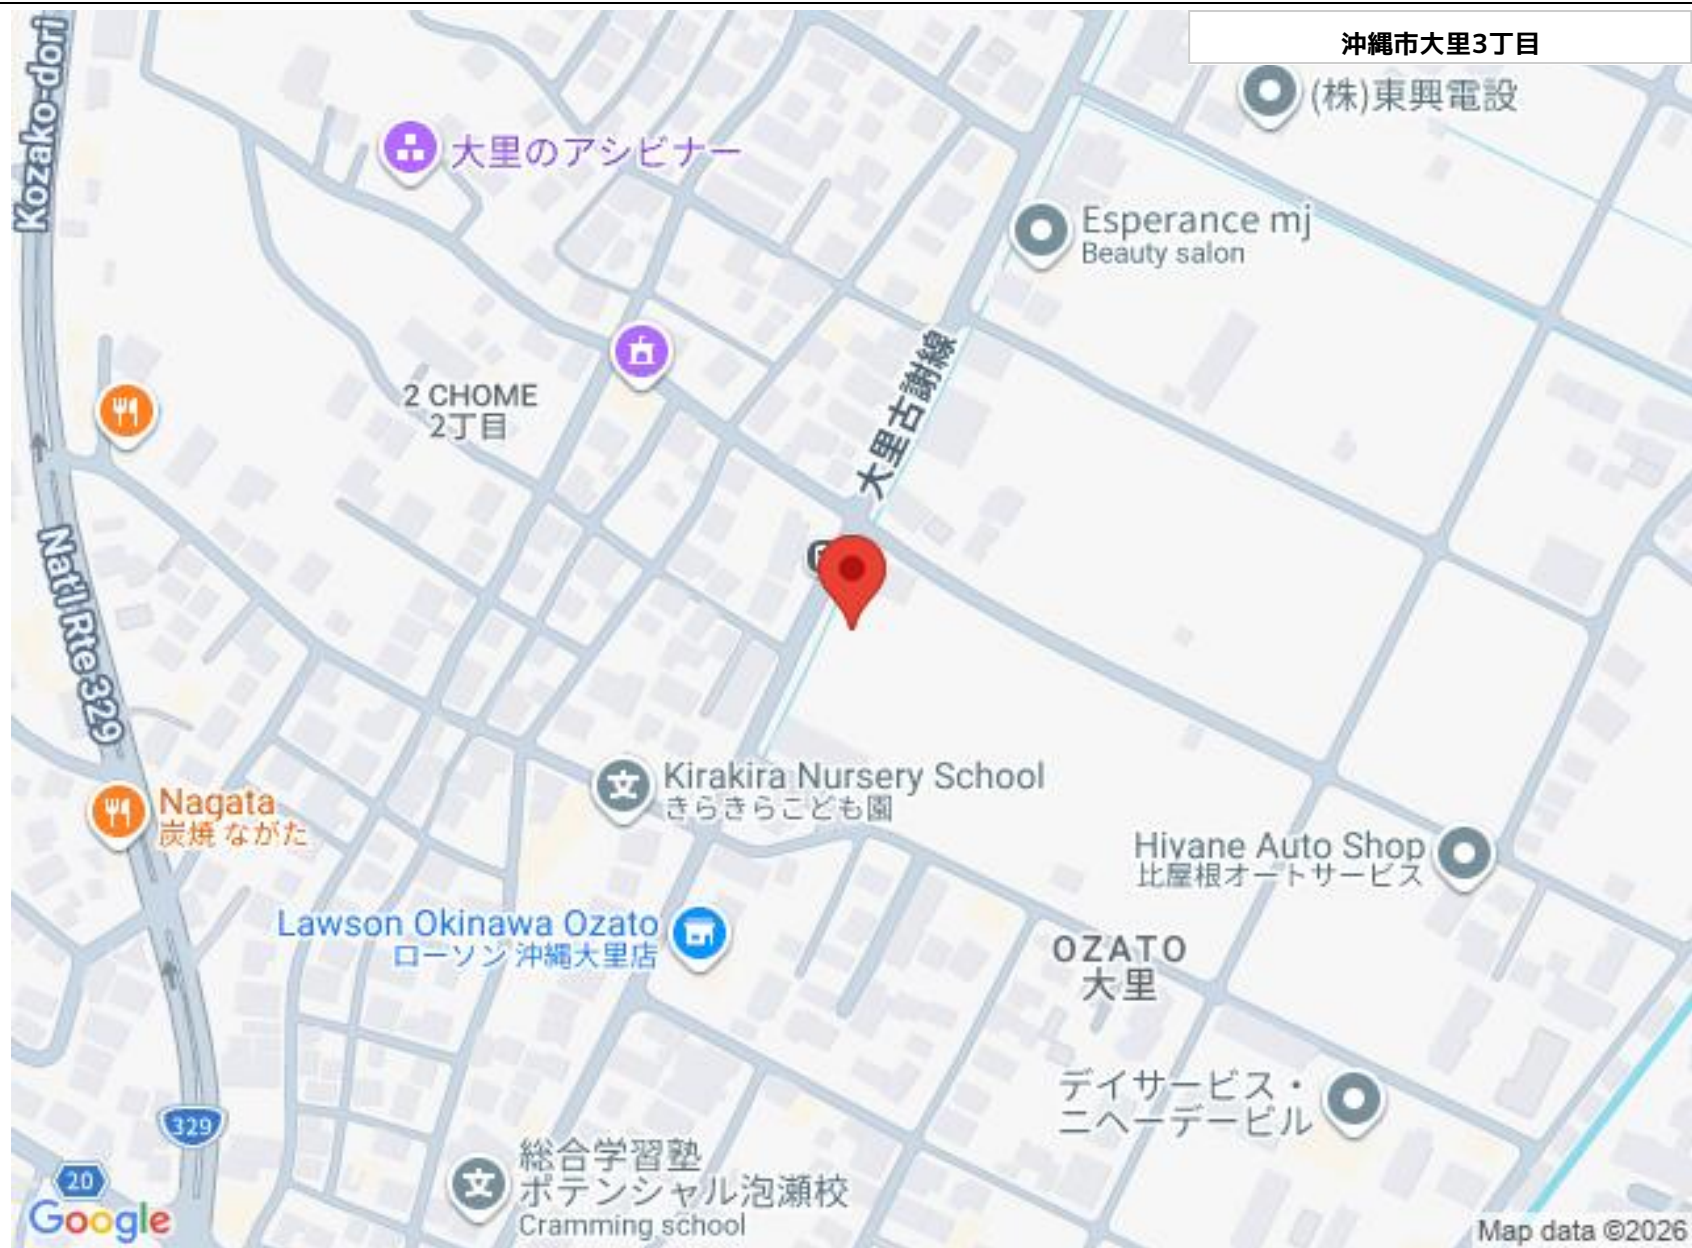 沖縄市大里3丁目
Kozako-dori
(株)東興電設
大里のアシビナー
Esperance mj
Beauty salon
大里古謝線
2 CHOME
2丁目
Nat'l Rte 329
Kirakira Nursery School
きらきらこども園
Nagata
炭焼 ながた
Hiyane Auto Shop
比屋根オートサービス
Lawson Okinawa Ozato
ローソン 沖縄大里店
OZATO
大里
デイサービス・
ニヘーデービル
329
総合学習塾
ポテンシャル泡瀬校
Cramming school
20
Google
Map data ©2026